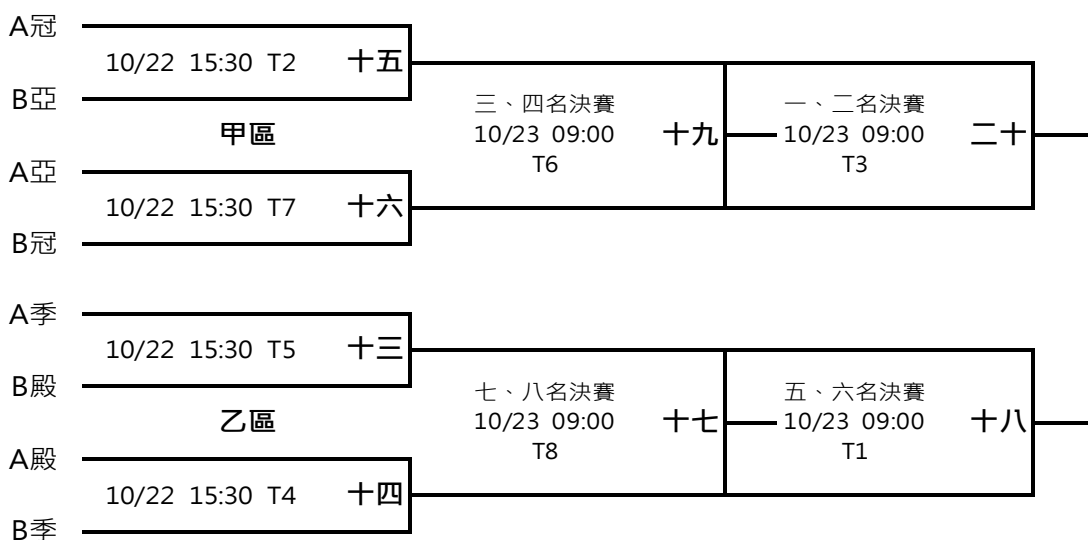 A冠
10/22 15:30 T2 十五
B亞
甲區
三、四名決賽
10/23 09:00 十九
T6
一、二名決賽
10/23 09:00 二十
T3
A亞
10/22 15:30 T7 十六
B冠
A季
10/22 15:30 T5 十三
B殿
乙區
七、八名決賽
10/23 09:00 十七
T8
五、六名決賽
10/23 09:00 十八
T1
A殿
10/22 15:30 T4 十四
B季